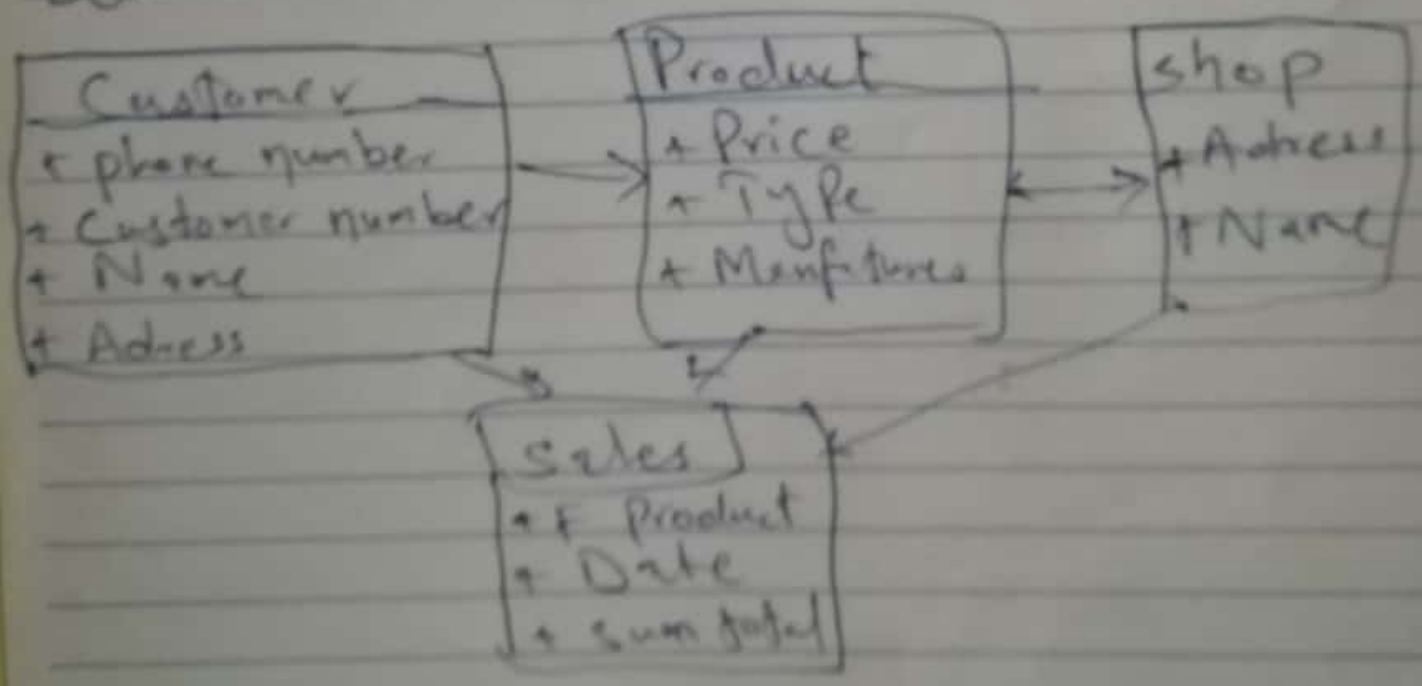 Customer
+ phone number
+ Customer number
+ Name
+ Adress
Product
+ Price
+ Type
+ Menfitures
shop
+ Adress
+ Name
Sales
+ Product
+ Date
+ Sum total